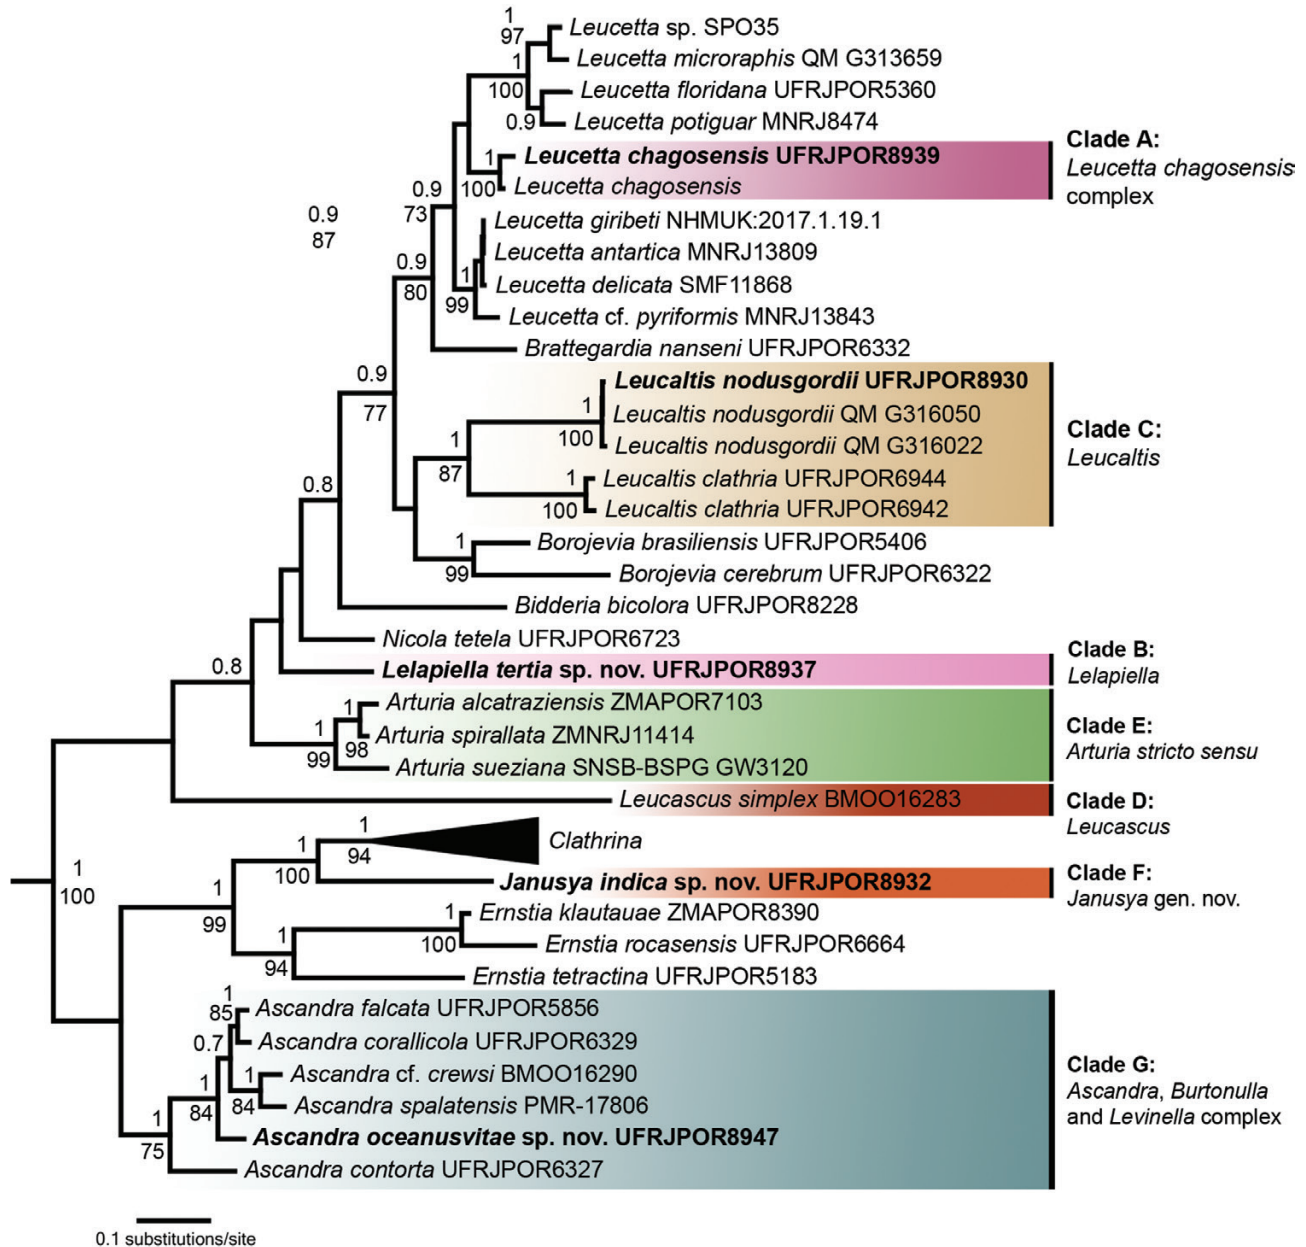 1
97
Leucetta sp. SPO35
Leucetta microraphis QM G313659
1
100
Leucetta floridana UFRJPOR5360
0.9
Leucetta potiguar MNRJ8474
Clade A:
Leucetta chagosensis
complex
1
100
Leucetta chagosensis UFRJPOR8939
Leucetta chagosensis
0.9
73
0.9
87
Leucetta giribeti NHMUK:2017.1.19.1
Leucetta antartica MNRJ13809
0.9
80
1
99
Leucetta delicata SMF11868
Leucetta cf. pyriformis MNRJ13843
Brattegardia nanseni UFRJPOR6332
0.9
77
Leucaltis nodusgordii UFRJPOR8930
1
100
Leucaltis nodusgordii QM G316050
Leucaltis nodusgordii QM G316022
Clade C:
Leucaltis
1
87
1
100
Leucaltis clathria UFRJPOR6944
Leucaltis clathria UFRJPOR6942
0.8
1
99
Borojevia brasiliensis UFRJPOR5406
Borojevia cerebrum UFRJPOR6322
Bidderia bicolora UFRJPOR8228
Nicola tetela UFRJPOR6723
Lelapiella tertia sp. nov. UFRJPOR8937
Clade B:
Lelapiella
0.8
1
99
1
98
Arturia alcatraziensis ZMAPOR7103
Arturia spirallata ZMNRJ11414
Arturia sueziana SNSB-BSPG GW3120
Clade E:
Arturia stricto sensu
Leucascus simplex BMOO16283
Clade D:
Leucascus
1
94
Clathrina
1
100
1
100
Janusya indica sp. nov. UFRJPOR8932
Clade F:
Janusya gen. nov.
1
99
1
100
Ernstia klautauae ZMAPOR8390
Ernstia rocasensis UFRJPOR6664
1
94
Ernstia tetractina UFRJPOR5183
1
85
Ascandra falcata UFRJPOR5856
0.7
Ascandra corallicola UFRJPOR6329
1
84
1
84
Ascandra cf. crewsi BMOO16290
Ascandra spalatensis PMR-17806
Clade G:
Ascandra, Burtonulla
and Levinella complex
1
75
Ascandra oceanusvitae sp. nov. UFRJPOR8947
Ascandra contorta UFRJPOR6327
0.1 substitutions/site